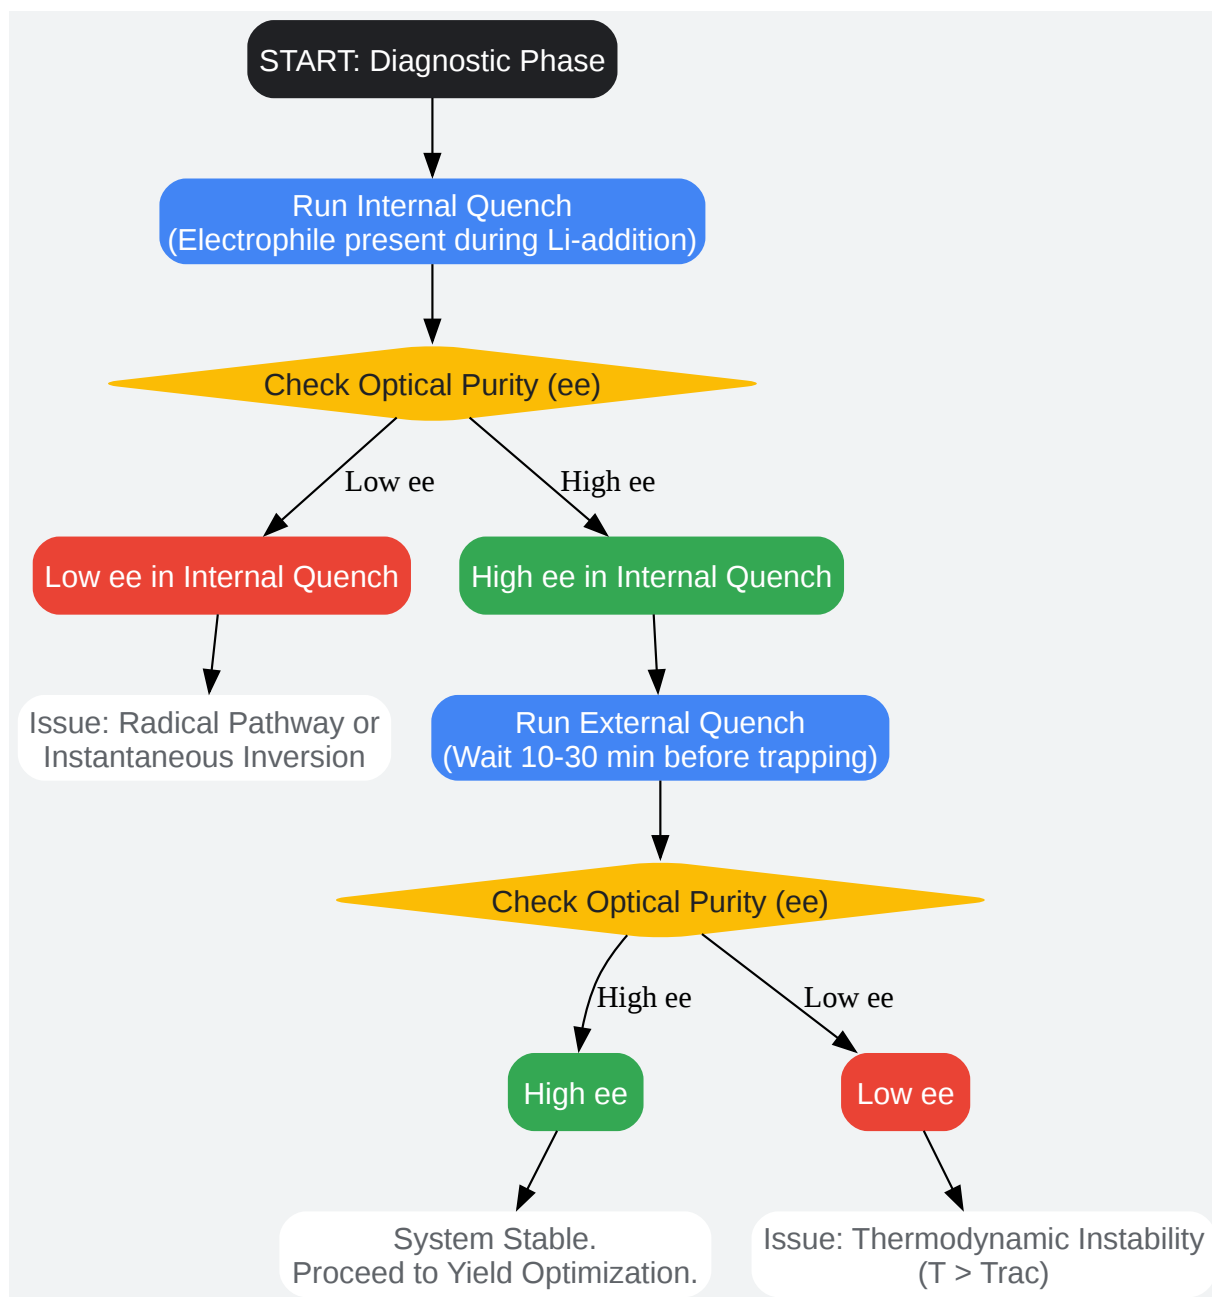 START: Diagnostic Phase
Run Internal Quench
(Electrophile present during Li-addition)
Check Optical Purity (ee)
Low ee
High ee
Low ee in Internal Quench
High ee in Internal Quench
Issue: Radical Pathway or
Instantaneous Inversion
Run External Quench
(Wait 10-30 min before trapping)
Check Optical Purity (ee)
High ee
Low ee
High ee
Low ee
System Stable.
Proceed to Yield Optimization.
Issue: Thermodynamic Instability
(T > Trac)